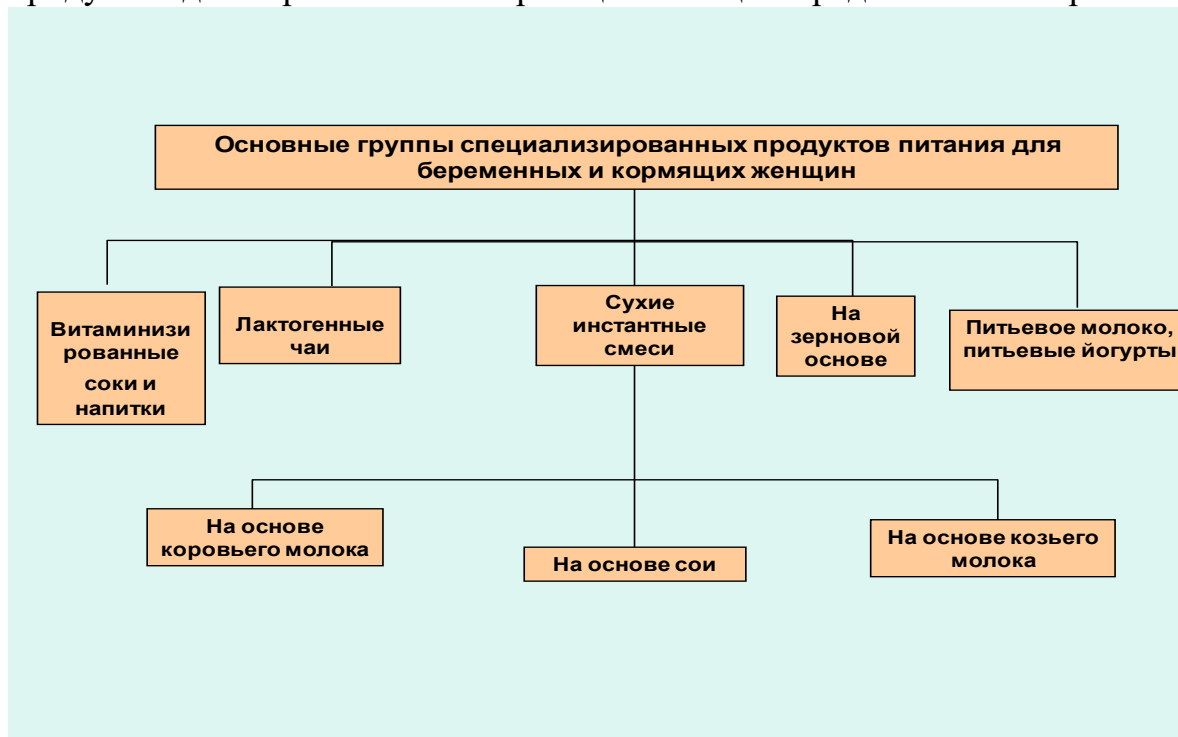 Основные группы специализированных продуктов питания для
беременных и кормящих женщин
Витаминизи
рованные
соки и
напитки
Лактогенные
чаи
Сухие
инстантные
смеси
На
зерновой
основе
Питьевое молоко,
питьевые йогурты
На основе
коровьего молока
На основе сои
На основе козьего
молока